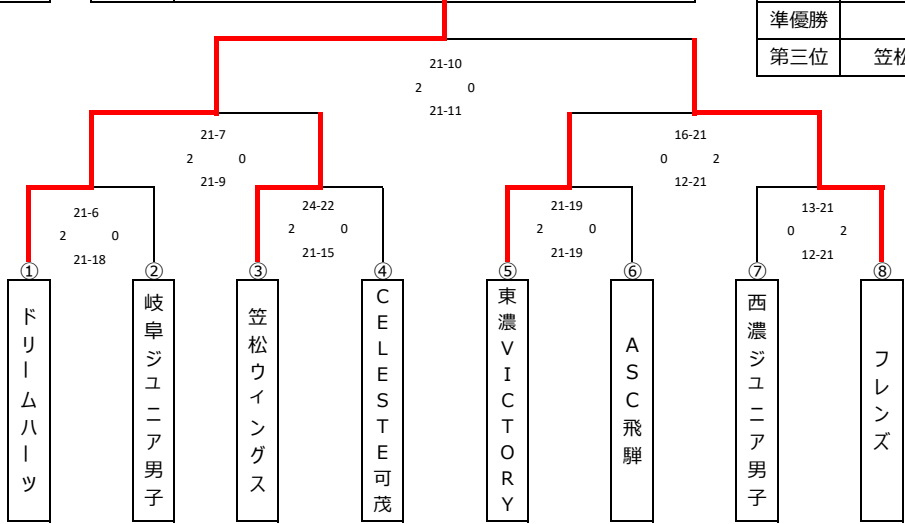 準優勝
第三位 笠松
21-10
2 0
21-11
21-7
2 0
21-9
16-21
0 2
12-21
21-6
2 0
21-18
24-22
2 0
21-15
21-19
2 0
21-19
13-21
0 2
12-21
① ② ③ ④ ⑤ ⑥ ⑦ ⑧
ドリームハーツ
岐阜ジュニア男子
笠松ウイングス
CELESTE可茂
東濃VICTORY
ASC飛騨
西濃ジュニア男子
フレンズ